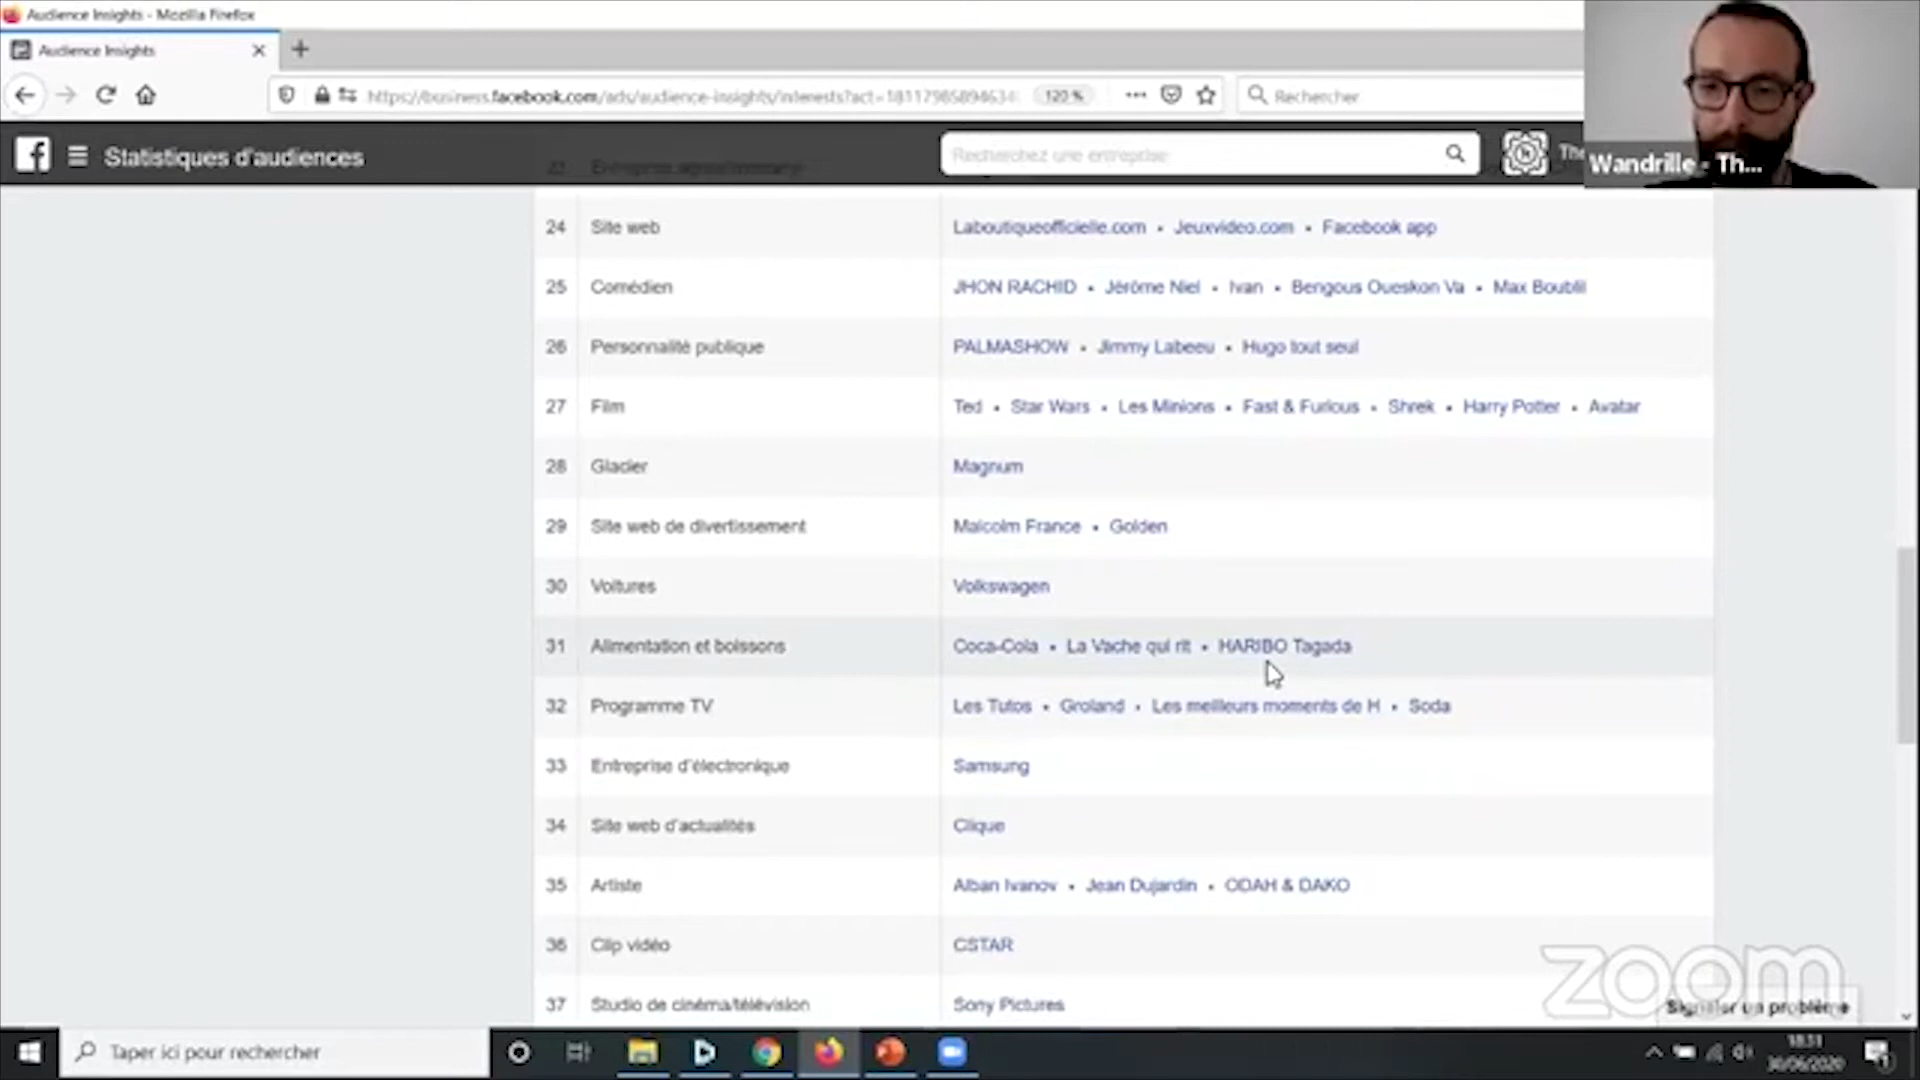 Audience Insights - Mozilla Firefox
Audience Insights
https://business.facebook.com/ads/audience-insights/interests?act= 120 % Rechercher
Statistiques d'audiences Recherchez une entreprise The Wandrille - Th...
24 Site web Laboutiqueofficielle.com • Jeuxvideo.com • Facebook app
25 Comédien JHON RACHID • Jérôme Niel • Ivan • Bengous Oueskon Va • Max Boublil
26 Personnalité publique PALMASHOW • Jimmy Labeeu • Hugo tout seul
27 Film Ted • Star Wars • Les Minions • Fast & Furious • Shrek • Harry Potter • Avatar
28 Glacier Magnum
29 Site web de divertissement Malcolm France • Golden
30 Voitures Volkswagen
31 Alimentation et boissons Coca-Cola • La Vache qui rit • HARIBO Tagada
32 Programme TV Les Tutos • Groland • Les meilleurs moments de H • Soda
33 Entreprise d'électronique Samsung
34 Site web d'actualités Clique
35 Artiste Alban Ivanov • Jean Dujardin • ODAH & DAKO
36 Clip vidéo CSTAR
37 Studio de cinéma/télévision Sony Pictures
zoom
Signaler un problème
Taper ici pour rechercher
18:31
30/06/2020